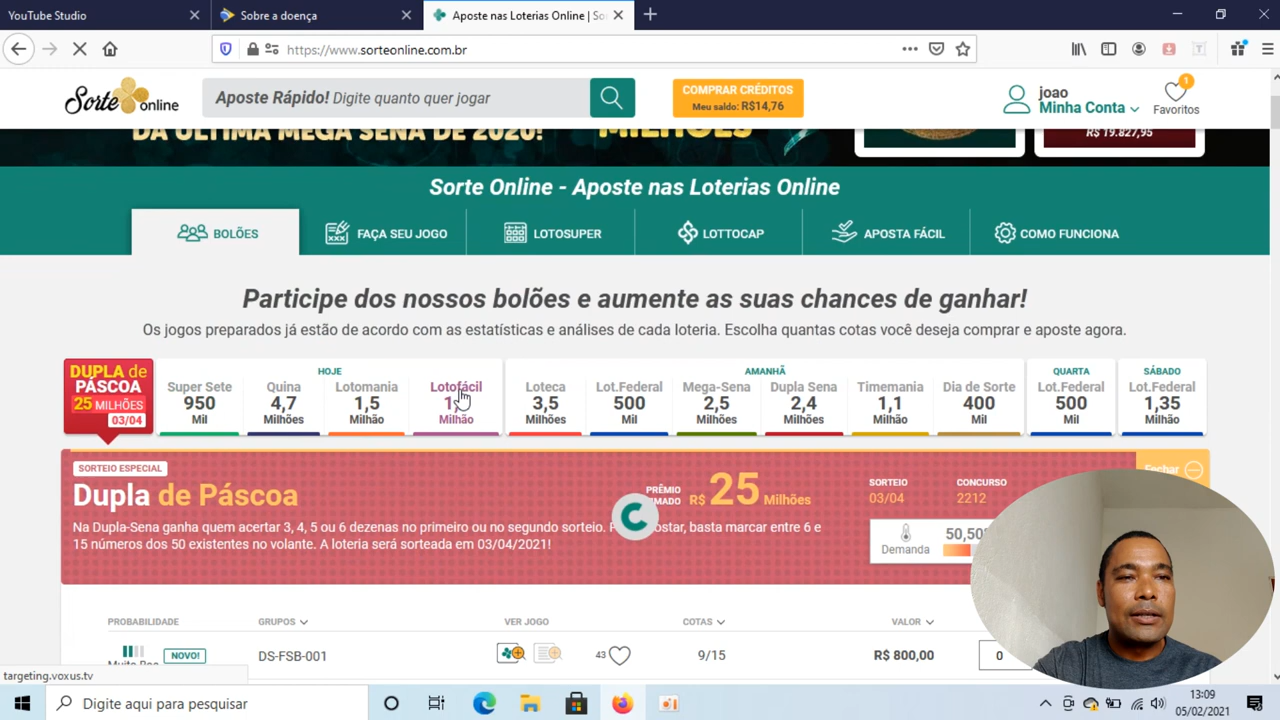 YouTube Studio
Sobre a doença
Aposte nas Loterias Online | So
https://www.sorteonline.com.br
Sorte online
Aposte Rápido! Digite quanto quer jogar
COMPRAR CRÉDITOS
Meu saldo: R$14,76
joao
Minha Conta
1
Favoritos
DA ÚLTIMA MEGA SENA DE 2020!
MILHÕES
R$ 19.827,95
Sorte Online - Aposte nas Loterias Online
BOLÕES
FAÇA SEU JOGO
LOTOSUPER
LOTTOCAP
APOSTA FÁCIL
COMO FUNCIONA
Participe dos nossos bolões e aumente as suas chances de ganhar!
Os jogos preparados já estão de acordo com as estatísticas e análises de cada loteria. Escolha quantas cotas você deseja comprar e aposte agora.
DUPLA de
PÁSCOA
25 MILHÕES
03/04
HOJE
Super Sete
950
Mil
Quina
4,7
Milhões
Lotomania
1,5
Milhão
Lotofácil
Milhão
AMANHÃ
Loteca
3,5
Milhões
Lot.Federal
500
Mil
Mega-Sena
2,5
Milhões
Dupla Sena
2,4
Milhões
Timemania
1,1
Milhão
Dia de Sorte
400
Mil
QUARTA
Lot.Federal
500
Mil
SÁBADO
Lot.Federal
1,35
Milhão
SORTEIO ESPECIAL
Dupla de Páscoa
PRÊMIO
R$ 25 Milhões
SORTEIO
03/04
CONCURSO
2212
Fechar
Na Dupla-Sena ganha quem acertar 3, 4, 5 ou 6 dezenas no primeiro ou no segundo sorteio. apostar, basta marcar entre 6 e
15 números dos 50 existentes no volante. A loteria será sorteada em 03/04/2021!
Demanda
PROBABILIDADE
GRUPOS
VER JOGO
COTAS
VALOR
NOVO!
DS-FSB-001
43
9/15
R$ 800,00
0
targeting.voxus.tv
Digite aqui para pesquisar
13:09
05/02/2021